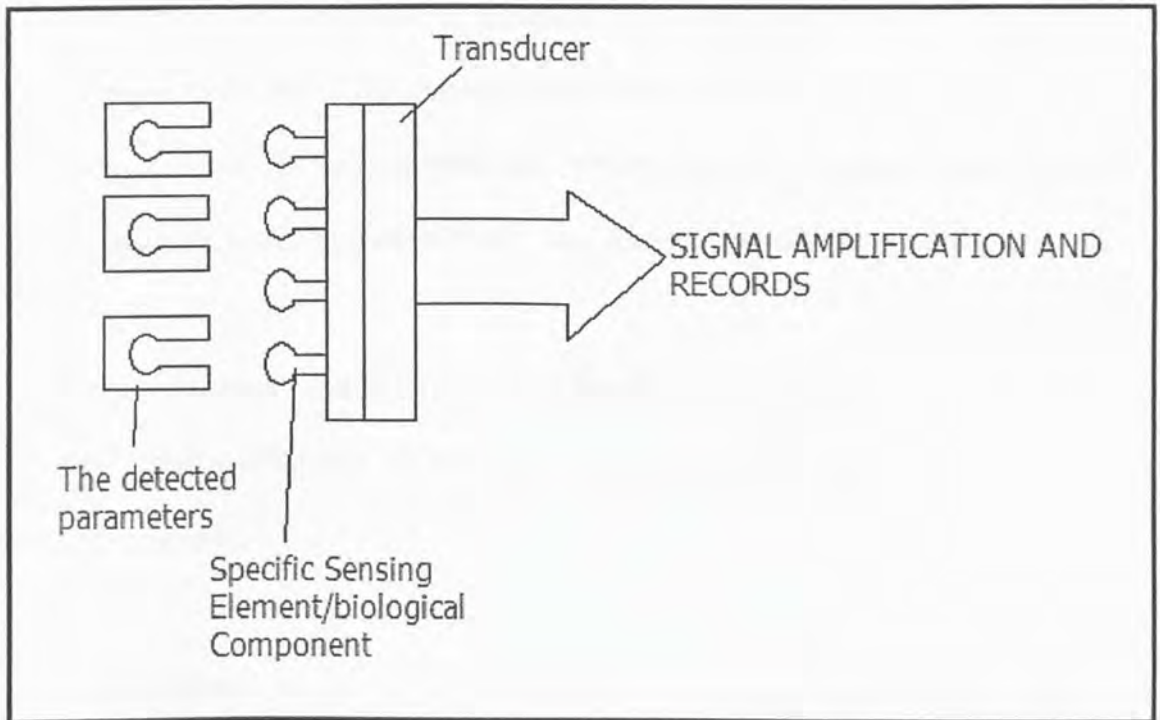 Transducer
SIGNAL AMPLIFICATION AND
RECORDS
The detected
parameters
Specific Sensing
Element/biological
Component